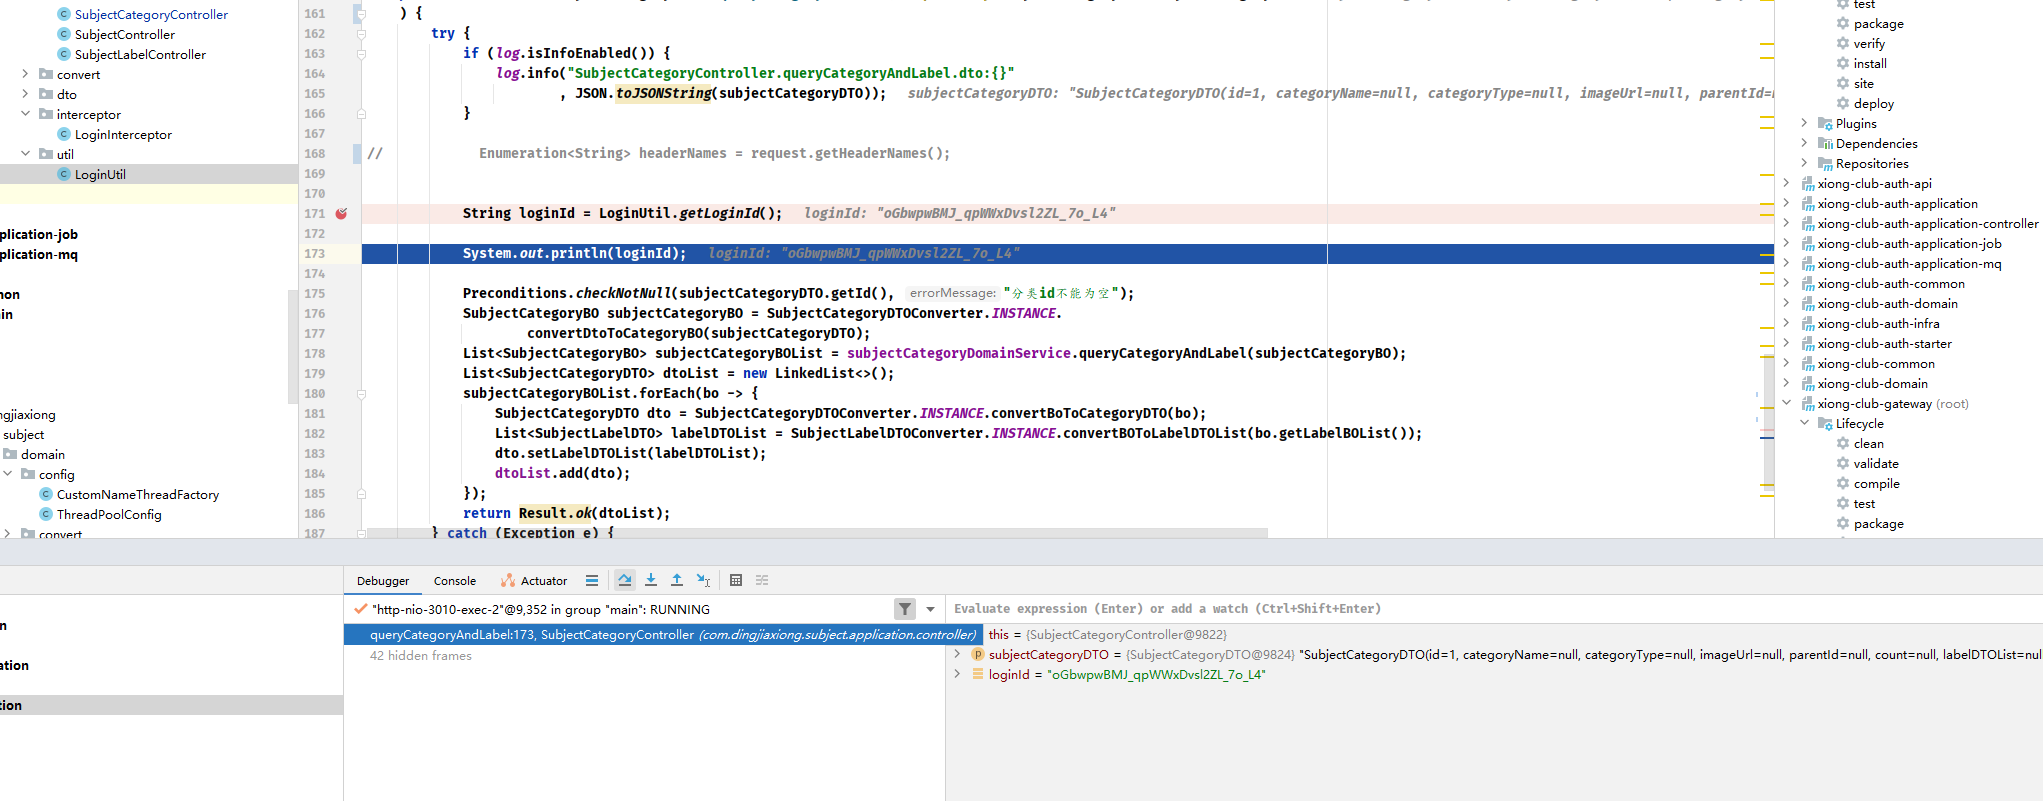 SubjectCategoryController
SubjectController
SubjectLabelController
convert
dto
interceptor
LoginInterceptor
util
LoginUtil
plication-job
plication-mq
non
in
ngjiaxiong
subject
domain
config
CustomNameThreadFactory
ThreadPoolConfig
convert
161 ) {
162 try {
163 if (log.isInfoEnabled()) {
164 log.info("SubjectCategoryController.queryCategoryAndLabel.dto:{}"
165 , JSON.toJSONString(subjectCategoryDTO)); subjectCategoryDTO: "SubjectCategoryDTO(id=1, categoryName=null, categoryType=null, imageUrl=null, parentId=n
166 }
167
168 // Enumeration<String> headerNames = request.getHeaderNames();
169
170
171 String loginId = LoginUtil.getLoginId(); loginId: "oGbwpwBMJ_qpWWxDvsl2ZL_7o_L4"
172
173 System.out.println(loginId); loginId: "oGbwpwBMJ_qpWWxDvsl2ZL_7o_L4"
174
175 Preconditions.checkNotNull(subjectCategoryDTO.getId(), errorMessage: "分类id不能为空");
176 SubjectCategoryBO subjectCategoryBO = SubjectCategoryDTOConverter.INSTANCE.
177 convertDtoToCategoryBO(subjectCategoryDTO);
178 List<SubjectCategoryBO> subjectCategoryBOList = subjectCategoryDomainService.queryCategoryAndLabel(subjectCategoryBO);
179 List<SubjectCategoryDTO> dtoList = new LinkedList<>();
180 subjectCategoryBOList.forEach(bo -> {
181 SubjectCategoryDTO dto = SubjectCategoryDTOConverter.INSTANCE.convertBoToCategoryDTO(bo);
182 List<SubjectLabelDTO> labelDTOList = SubjectLabelDTOConverter.INSTANCE.convertBOToLabelDTOList(bo.getLabelBOList());
183 dto.setLabelDTOList(labelDTOList);
184 dtoList.add(dto);
185 });
186 return Result.ok(dtoList);
187 } catch (Exception e) {
test
package
verify
install
site
deploy
Plugins
Dependencies
Repositories
xiong-club-auth-api
xiong-club-auth-application
xiong-club-auth-application-controller
xiong-club-auth-application-job
xiong-club-auth-application-mq
xiong-club-auth-common
xiong-club-auth-domain
xiong-club-auth-infra
xiong-club-auth-starter
xiong-club-common
xiong-club-domain
xiong-club-gateway (root)
Lifecycle
clean
validate
compile
test
package
n
ation
tion
Debugger Console Actuator
"http-nio-3010-exec-2"@9,352 in group "main": RUNNING
queryCategoryAndLabel:173, SubjectCategoryController (com.dingjiaxiong.subject.application.controller)
42 hidden frames
Evaluate expression (Enter) or add a watch (Ctrl+Shift+Enter)
this = {SubjectCategoryController@9822}
subjectCategoryDTO = {SubjectCategoryDTO@9824} "SubjectCategoryDTO(id=1, categoryName=null, categoryType=null, imageUrl=null, parentId=null, count=null, labelDTOList=nul
loginId = "oGbwpwBMJ_qpWWxDvsl2ZL_7o_L4"